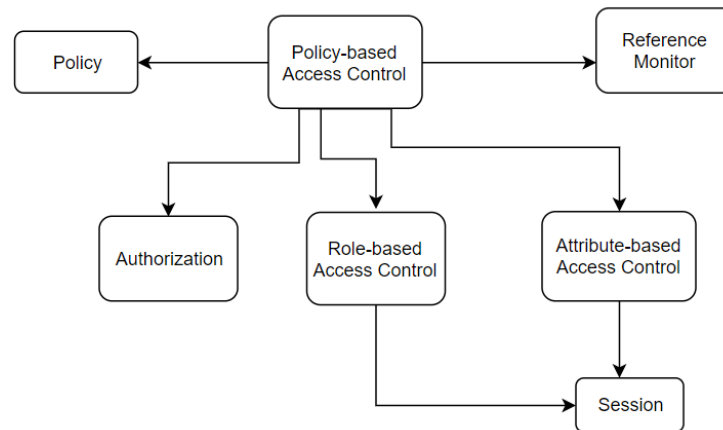 Policy
Policy-based
Access Control
Reference
Monitor
Authorization
Role-based
Access Control
Attribute-based
Access Control
Session